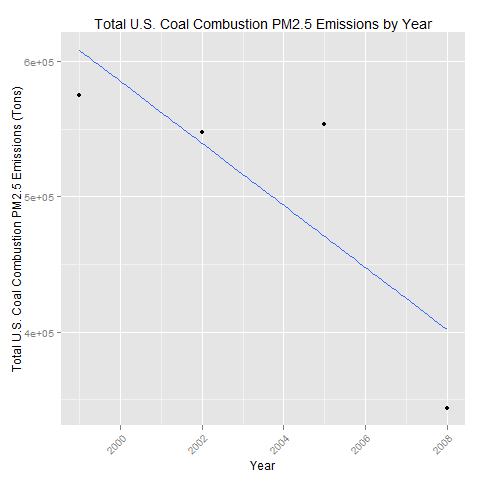 Total U.S. Coal Combustion PM2.5 Emissions by Year
Total U.S. Coal Combustion PM2.5 Emissions (Tons)
6e+05
5e+05
4e+05
2000
2002
2004
2006
2008
Year